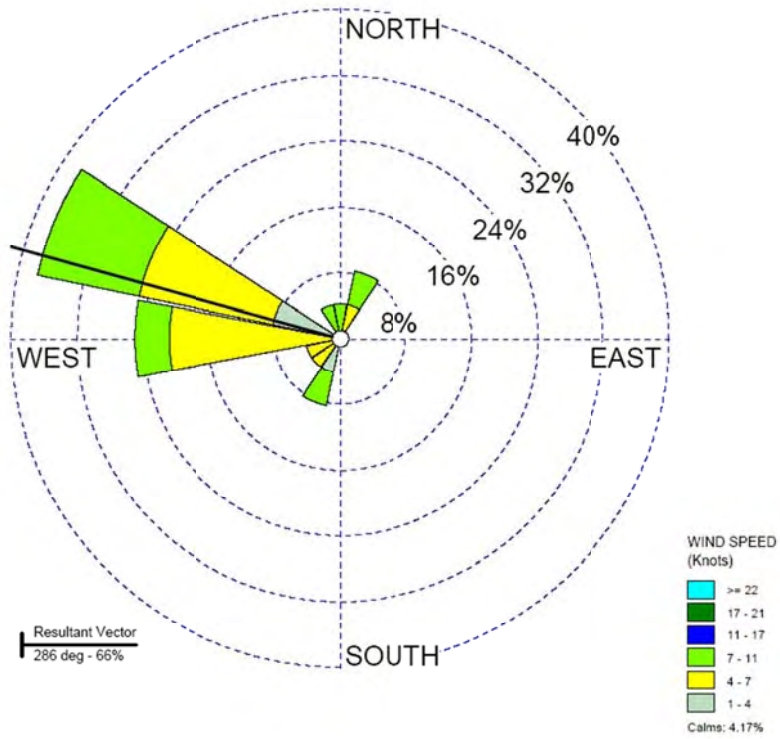 NORTH
40%
32%
24%
16%
8%
WEST
EAST
SOUTH
Resultant Vector
286 deg - 66%
WIND SPEED
(Knots)
>= 22
17 - 21
11 - 17
7 - 11
4 - 7
1 - 4
Calms: 4.17%